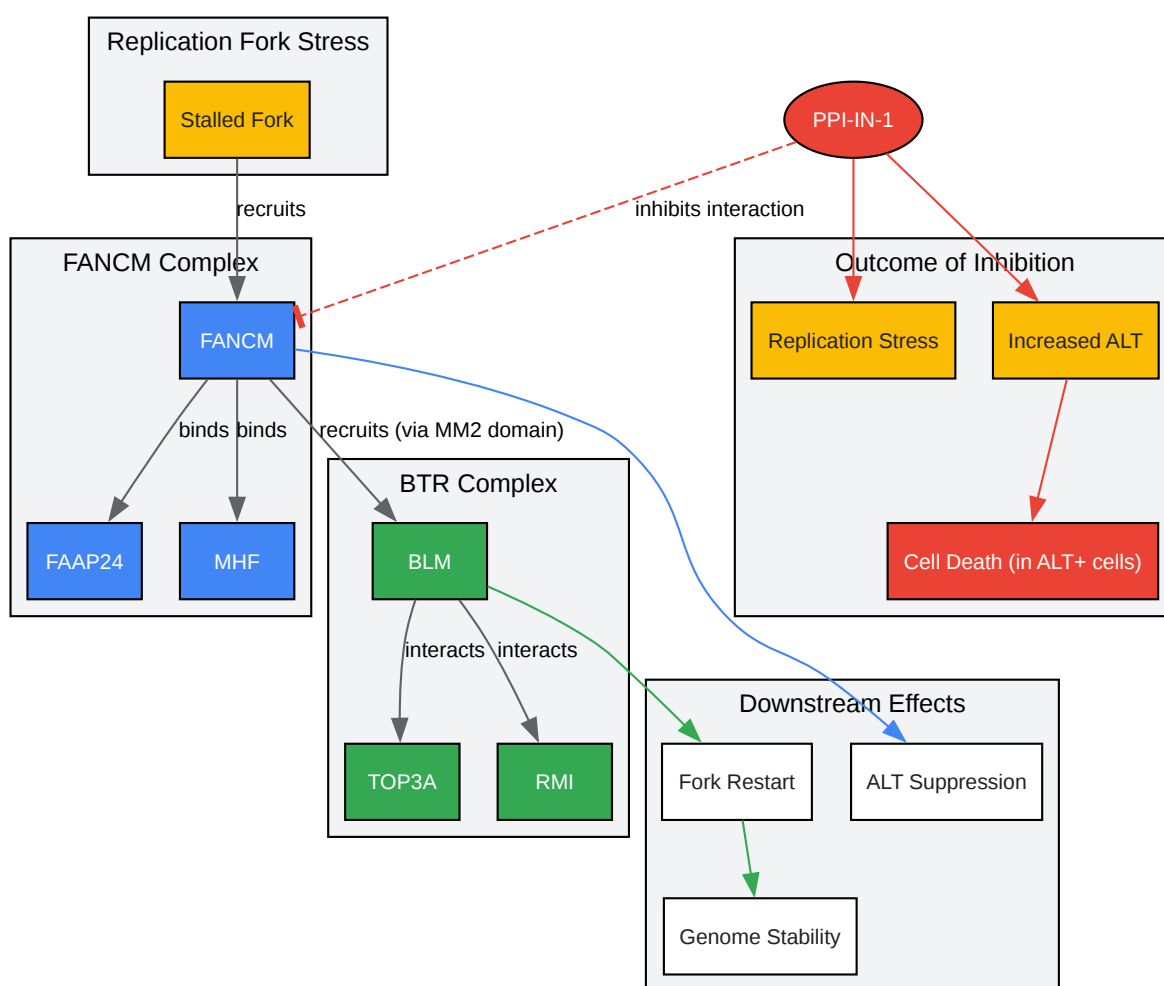 Replication Fork Stress
Stalled Fork
PPI-IN-1
recruits
inhibits interaction
FANCM Complex
Outcome of Inhibition
FANCM
Replication Stress
Increased ALT
binds
binds
recruits (via MM2 domain)
BTR Complex
FAAP24
MHF
BLM
Cell Death (in ALT+ cells)
interacts
interacts
Downstream Effects
TOP3A
RMI
Fork Restart
ALT Suppression
Genome Stability